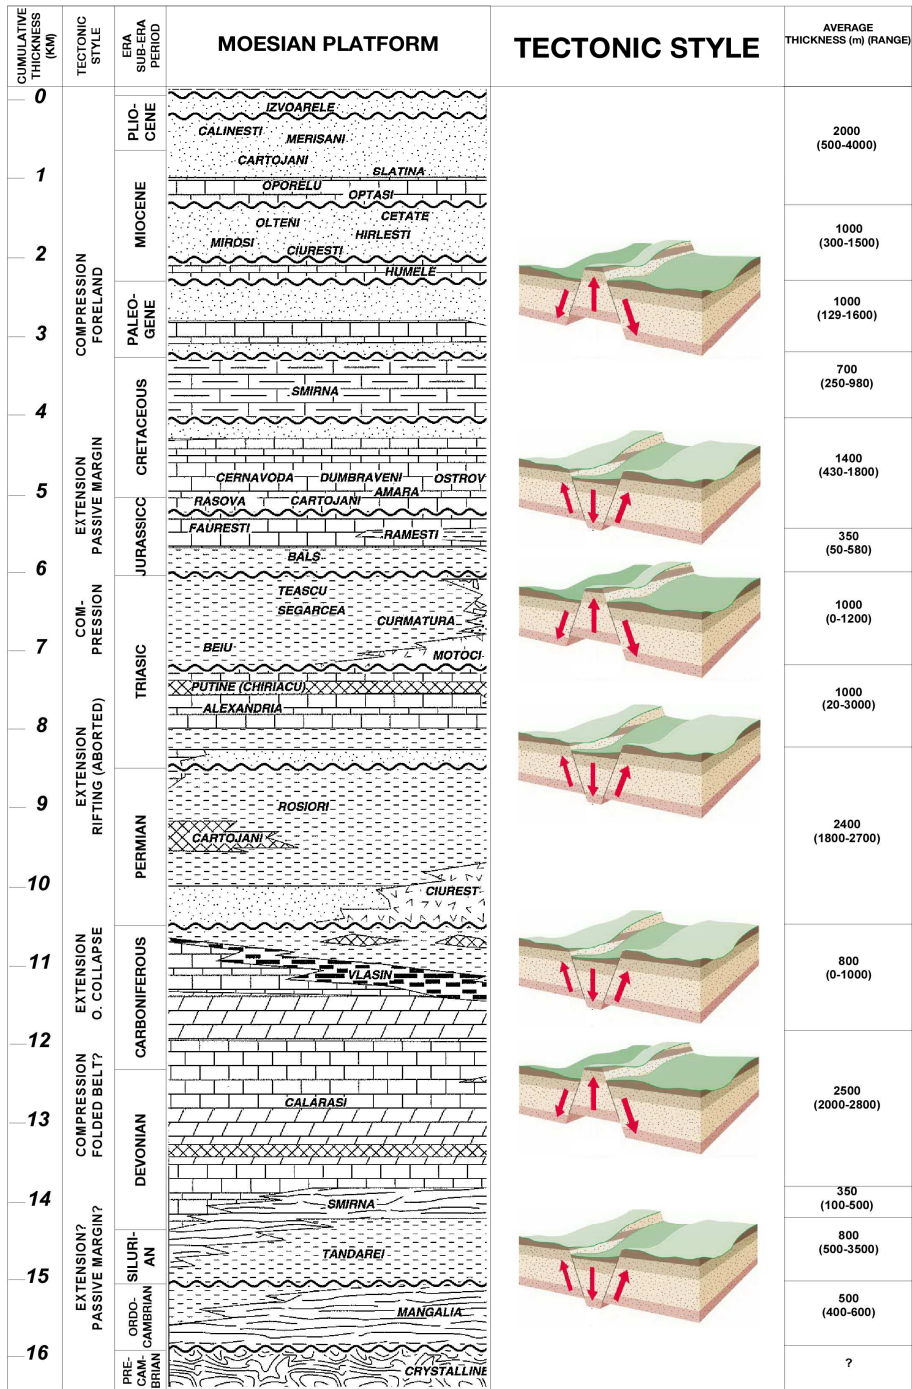 CUMULATIVE
THICKNESS
(KM)
TECTONIC
STYLE
ERA
SUB-ERA
PERIOD
MOESIAN PLATFORM
TECTONIC STYLE
AVERAGE
THICKNESS (m) (RANGE)
0
1
2
3
4
5
6
7
8
9
10
11
12
13
14
15
16
COMPRESSION
FORELAND
EXTENSION
PASSIVE MARGIN
COM-
PRESSION
EXTENSION
RIFTING (ABORTED)
EXTENSION
O. COLLAPSE
COMPRESSION
FOLDED BELT?
EXTENSION?
PASSIVE MARGIN?
PLIO-
CENE
MIOCENE
PALEO-
GENE
CRETACEOUS
JURASSICC
TRIASIC
PERMIAN
CARBONIFEROUS
DEVONIAN
SILURI-
AN
ORDO-
CAMBRIAN
PRE-
CAM-
BRIAN
IZVOARELE
CALINESTI
MERISANI
CARTOJANI
SLATINA
OPORELU
OPTASI
CETATE
OLTENI
HIRLESTI
MIROSI
CIURESTI
HUMELE
SMIRNA
CERNAVODA DUMBRAVENI OSTROV
AMARA
RASOVA CARTOJANI
FAURESTI
RAMESTI
BALS
TEASCU
SEGARCEA
CURMATURA
BEIU
MOTOCI
PUTINE (CHIRIACU)
ALEXANDRIA
ROSIORI
CARTOJANI
CIUREST
VLASIN
CALARASI
SMIRNA
TANDAREI
MANGALIA
CRYSTALLINE
2000
(500-4000)
1000
(300-1500)
1000
(129-1600)
700
(250-980)
1400
(430-1800)
350
(50-580)
1000
(0-1200)
1000
(20-3000)
2400
(1800-2700)
800
(0-1000)
2500
(2000-2800)
350
(100-500)
800
(500-3500)
500
(400-600)
?